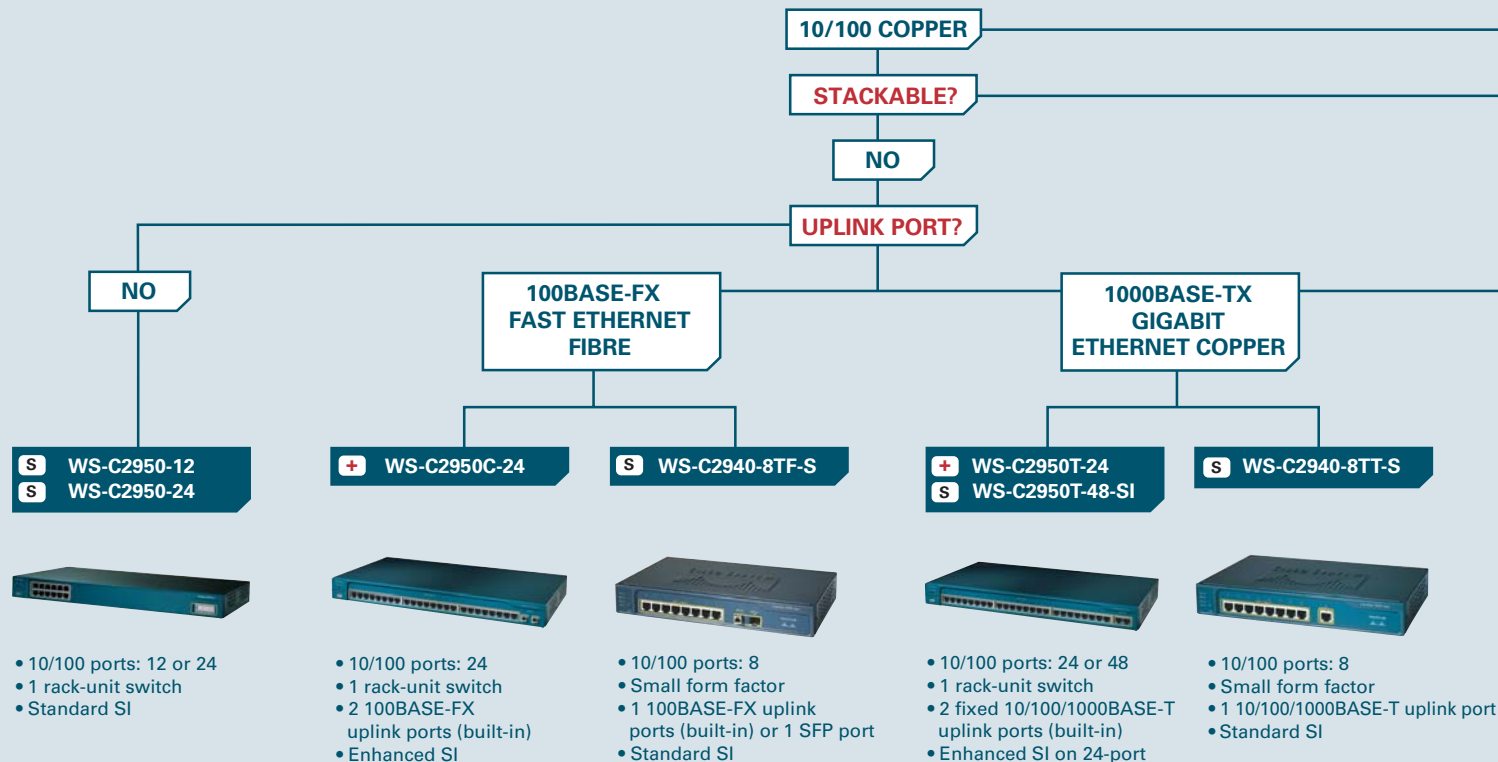 10/100 COPPER
STACKABLE?
NO
UPLINK PORT?
NO
100BASE-FX
FAST ETHERNET
FIBRE
1000BASE-TX
GIGABIT
ETHERNET COPPER
S WS-C2950-12
S WS-C2950-24
+ WS-C2950C-24
S WS-C2940-8TF-S
+ WS-C2950T-24
S WS-C2950T-48-SI
S WS-C2940-8TT-S
• 10/100 ports: 12 or 24
• 1 rack-unit switch
• Standard SI
• 10/100 ports: 24
• 1 rack-unit switch
• 2 100BASE-FX
uplink ports (built-in)
• Enhanced SI
• 10/100 ports: 8
• Small form factor
• 1 100BASE-FX uplink
ports (built-in) or 1 SFP port
• Standard SI
• 10/100 ports: 24 or 48
• 1 rack-unit switch
• 2 fixed 10/100/1000BASE-T
uplink ports (built-in)
• Enhanced SI on 24-port
• 10/100 ports: 8
• Small form factor
• 1 10/100/1000BASE-T uplink port
• Standard SI